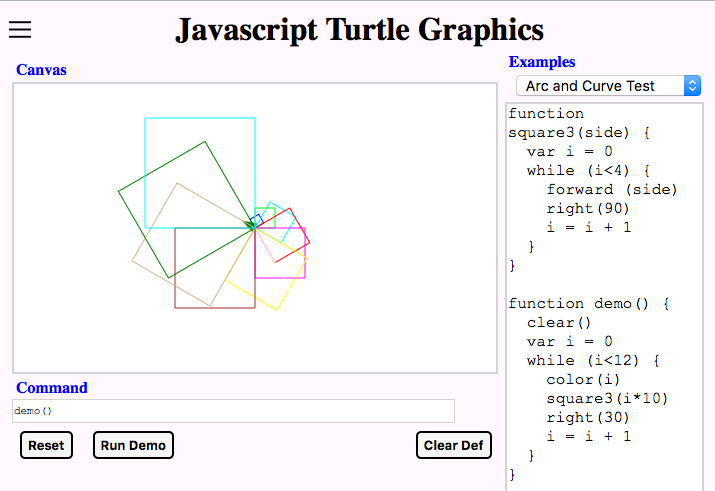 Javascript Turtle Graphics
Canvas
Examples
Arc and Curve Test
function
square3(side) {
  var i = 0
  while (i<4) {
    forward (side)
    right(90)
    i = i + 1
  }
}

function demo() {
  clear()
  var i = 0
  while (i<12) {
    color(i)
    square3(i*10)
    right(30)
    i = i + 1
  }
}
Command
demo()
Reset
Run Demo
Clear Def